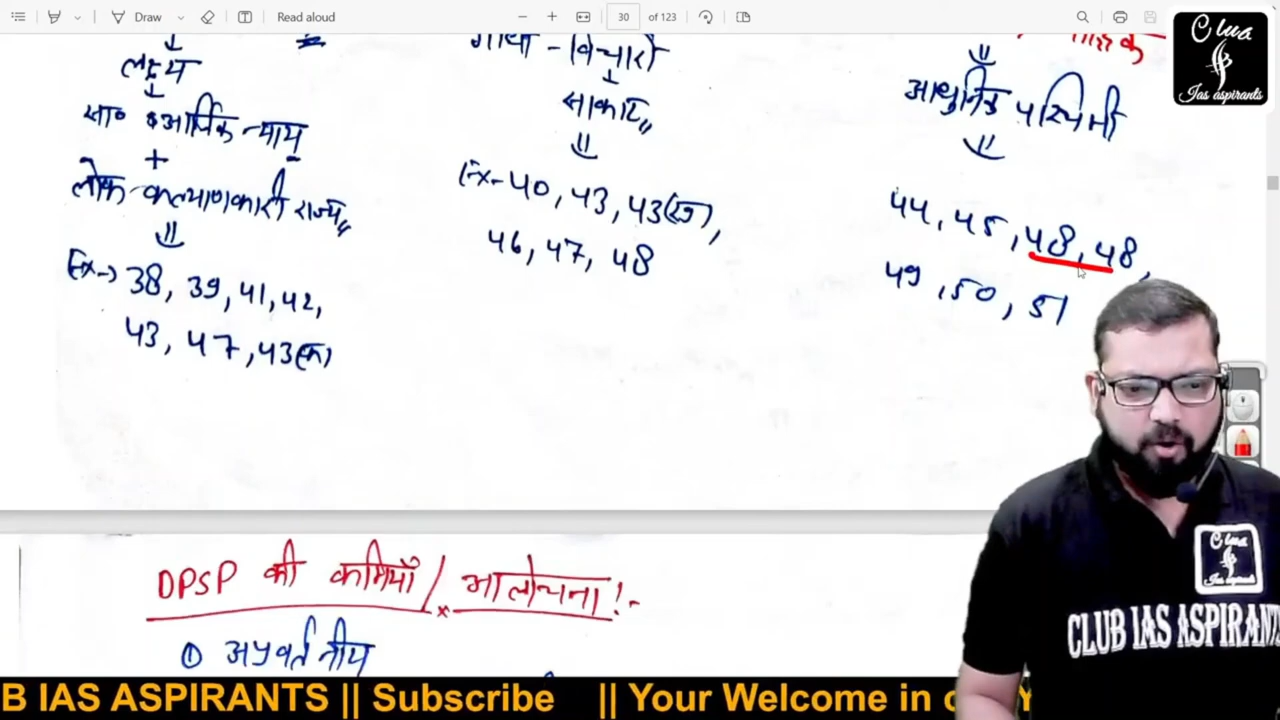 Draw
Read aloud
30 of 123
Club
Ias aspirants
लक्ष्य
सा० व आर्थिक न्याय
+
लोक-कल्याणकारी राज्य
Ex→ 38, 39, 41, 42,
43, 47, 43(क)
गाँधी - विचारो
साकार
Ex- 40, 43, 43(ख),
46, 47, 48
आधुनिक पश्चिमी
44, 45, 48, 48,
49, 50, 51
DPSP की कमियाँ / आलोचना :-
① अप्रवर्तनीय
CLUB IAS ASPIRANTS
B IAS ASPIRANTS || Subscribe || Your Welcome in o Y